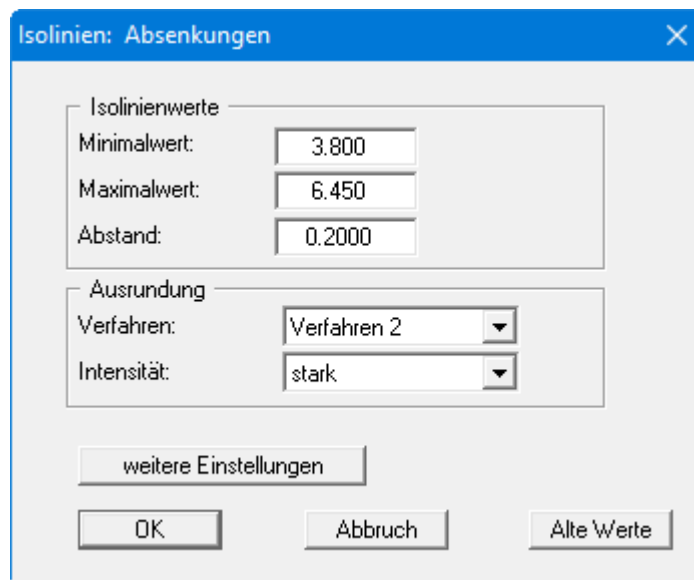 Isolinien: Absenkungen
Isolinienwerte
Minimalwert: 3.800
Maximalwert: 6.450
Abstand: 0.2000
Ausrundung
Verfahren: Verfahren 2
Intensität: stark
weitere Einstellungen
OK Abbruch Alte Werte